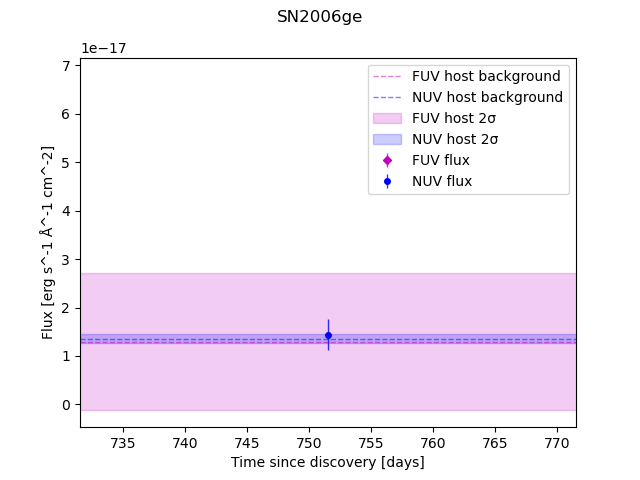 SN2006ge
1e−17
7
6
5
4
3
2
1
0
Flux [erg s^-1 Å^-1 cm^-2]
FUV host background
NUV host background
FUV host 2σ
NUV host 2σ
FUV flux
NUV flux
735 740 745 750 755 760 765 770
Time since discovery [days]